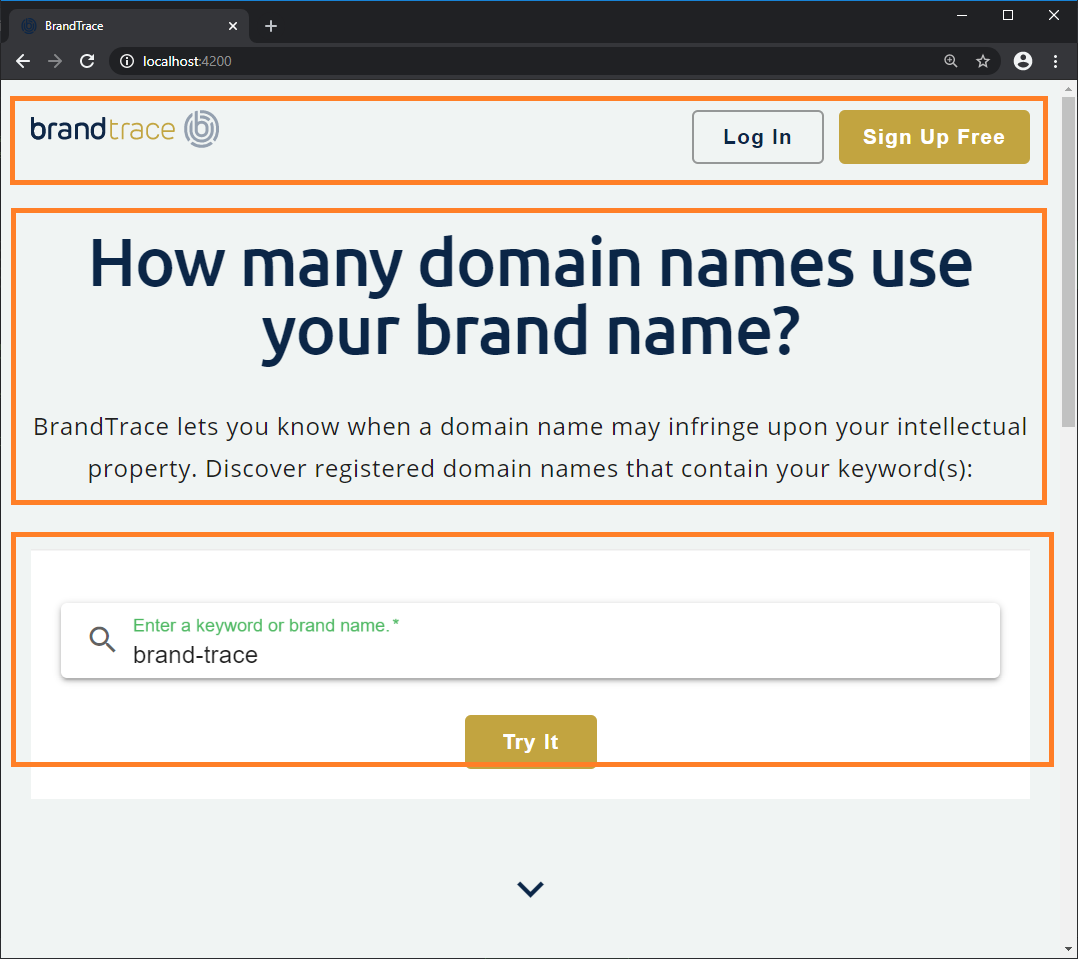 BrandTrace
localhost:4200
brandtrace
Log In
Sign Up Free
How many domain names use
your brand name?
BrandTrace lets you know when a domain name may infringe upon your intellectual
property. Discover registered domain names that contain your keyword(s):
Enter a keyword or brand name.*
brand-trace
Try It